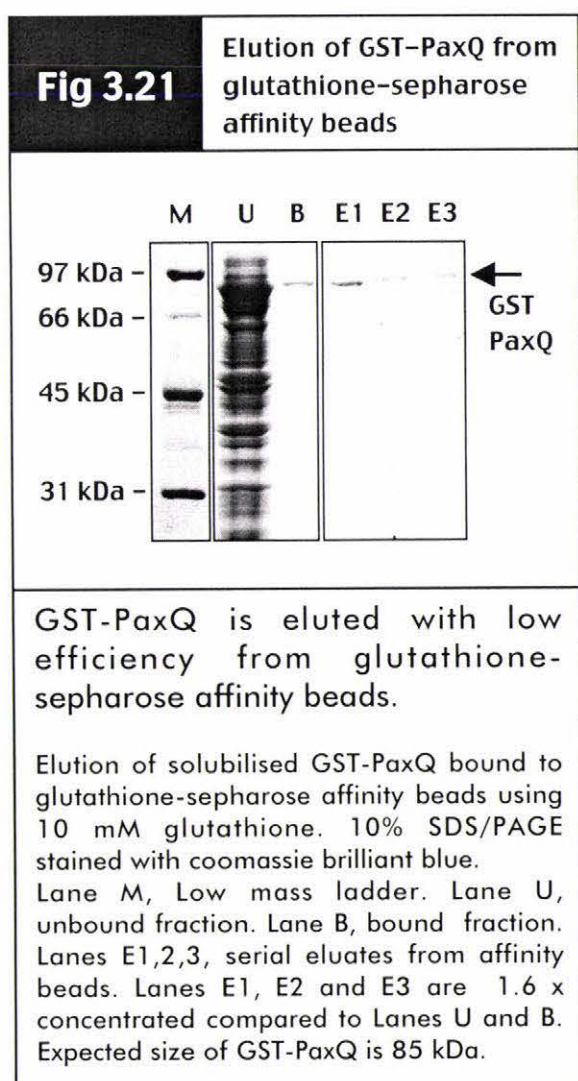 Fig 3.21
Elution of GST-PaxQ from
glutathione-sepharose
affinity beads
M U B E1 E2 E3
97 kDa –
66 kDa –
45 kDa –
31 kDa –
GST
PaxQ
GST-PaxQ is eluted with low
efficiency from glutathione-
sepharose affinity beads.
Elution of solubilised GST-PaxQ bound to
glutathione-sepharose affinity beads using
10 mM glutathione. 10% SDS/PAGE
stained with coomassie brilliant blue.
Lane M, Low mass ladder. Lane U,
unbound fraction. Lane B, bound fraction.
Lanes E1,2,3, serial eluates from affinity
beads. Lanes E1, E2 and E3 are 1.6 x
concentrated compared to Lanes U and B.
Expected size of GST-PaxQ is 85 kDa.